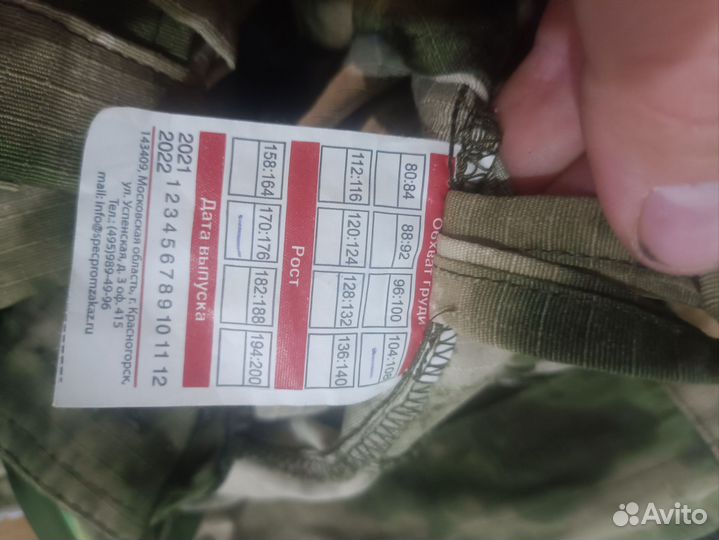 Обхват груди
80:84 88:92 96:100 104:108
112:116 120:124 128:132 136:140
Рост
158:164 170:176 182:188 194:200
Дата выпуска
2021
2022 1 2 3 4 5 6 7 8 9 10 11 12
143409, Московская область, г. Красногорск,
ул. Успенская, д. 3 оф. 415
Тел.: (495)989-49-96
mail: info@specpromzakaz.ru
Avito